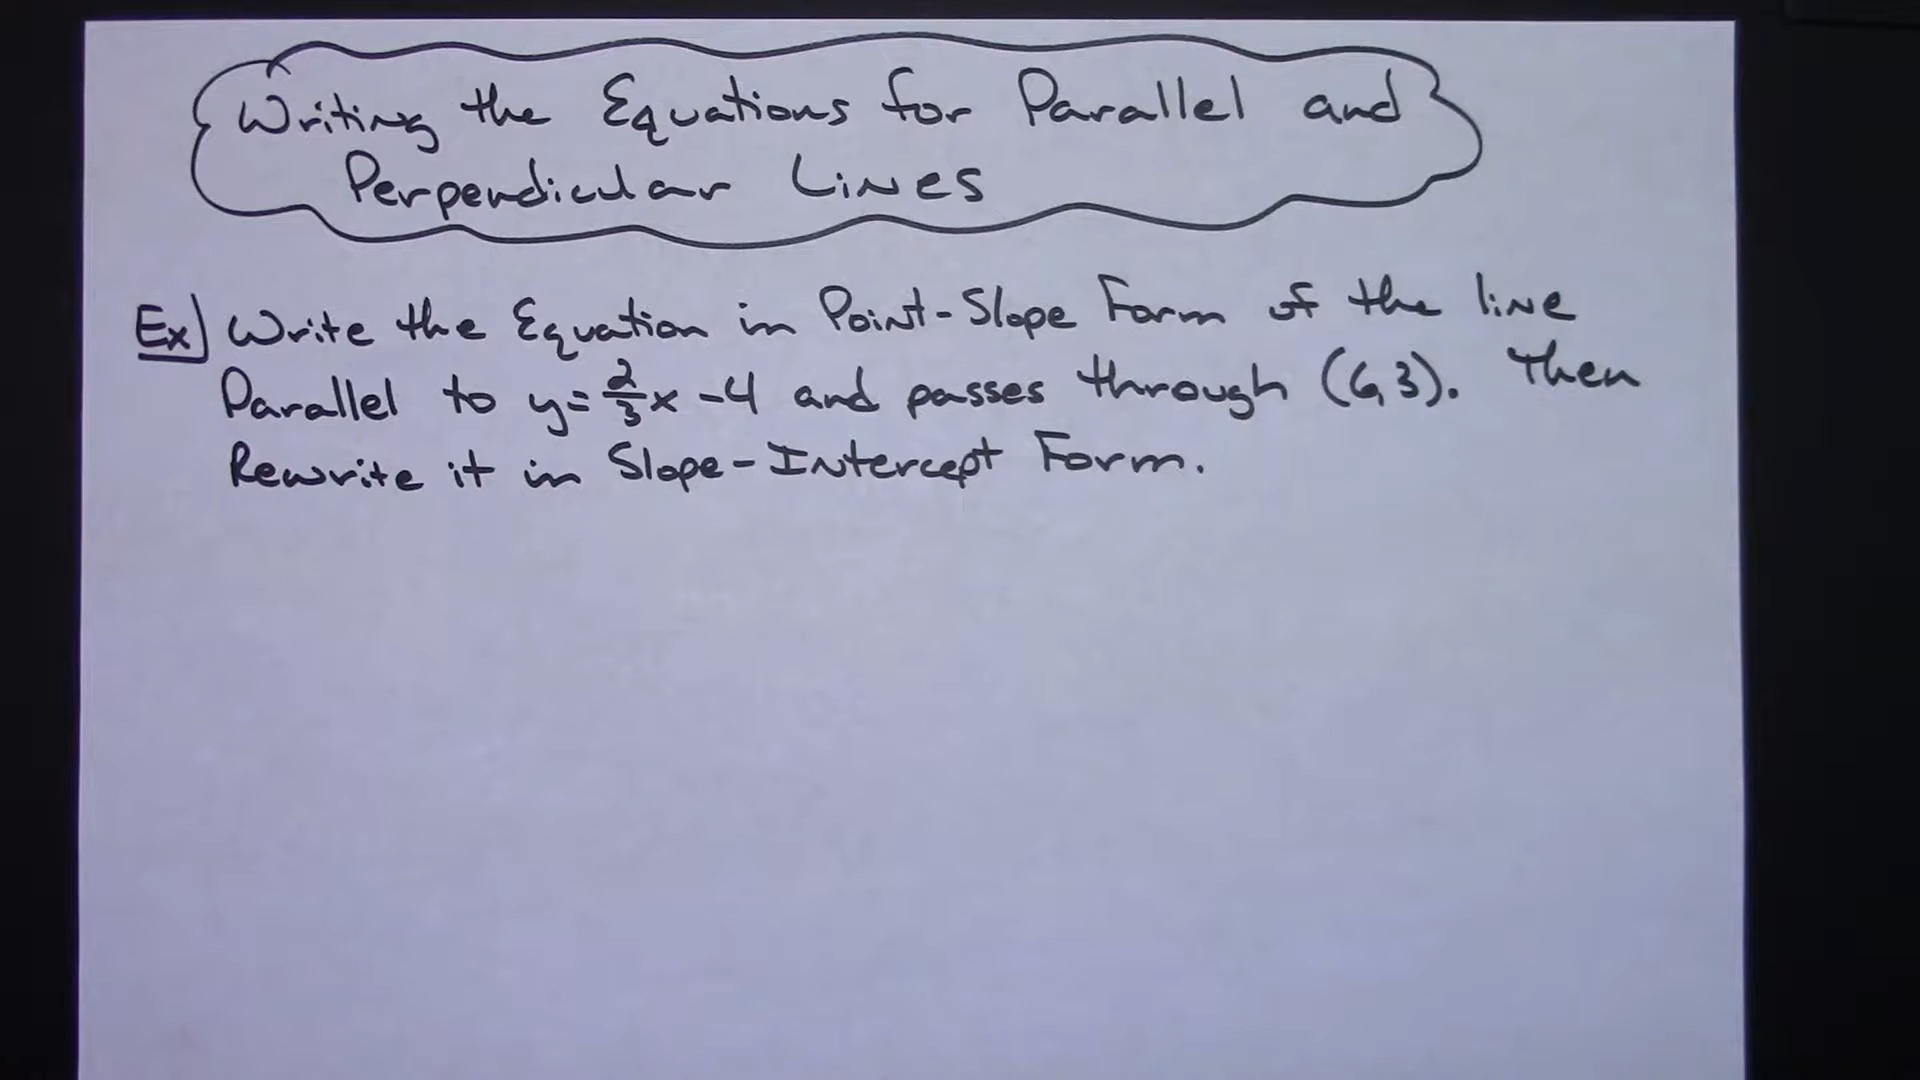 Writing the Equations for Parallel and
Perpendicular Lines
Ex Write the Equation in Point-Slope Form of the line
Parallel to y=2/3x-4 and passes through (6,3). Then
Rewrite it in Slope-Intercept Form.